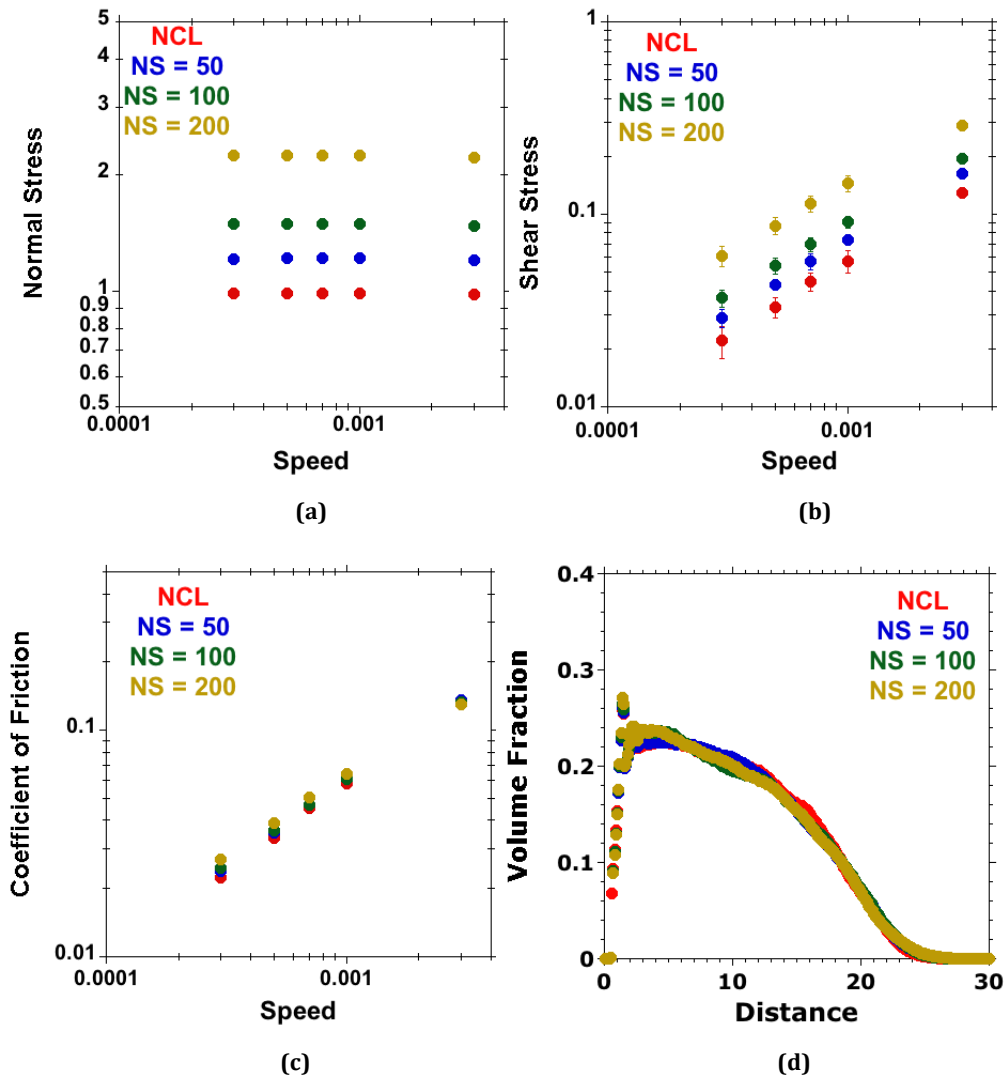 5
4
3
2
1
0.9
0.8
0.7
0.6
0.5
0.0001
0.001
NCL
NS = 50
NS = 100
NS = 200
Normal Stress
Speed
(a)
1
0.1
0.01
0.0001
0.001
NCL
NS = 50
NS = 100
NS = 200
Shear Stress
Speed
(b)
0.1
0.01
0.0001
0.001
NCL
NS = 50
NS = 100
NS = 200
Coefficient of Friction
Speed
(c)
0.4
0.3
0.2
0.1
0
0
10
20
30
NCL
NS = 50
NS = 100
NS = 200
Volume Fraction
Distance
(d)